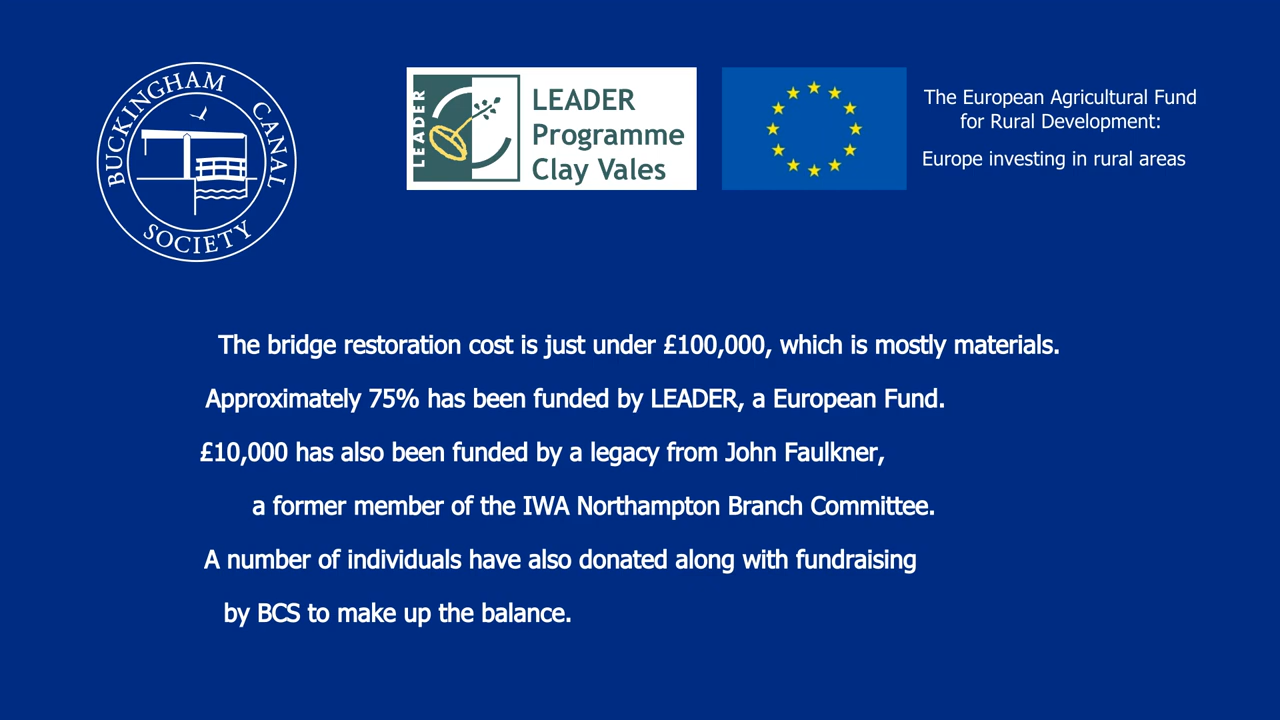 BUCKINGHAM CANAL SOCIETY
LEADER
LEADER
Programme
Clay Vales
The European Agricultural Fund
for Rural Development:
Europe investing in rural areas
The bridge restoration cost is just under £100,000, which is mostly materials.
Approximately 75% has been funded by LEADER, a European Fund.
£10,000 has also been funded by a legacy from John Faulkner,
a former member of the IWA Northampton Branch Committee.
A number of individuals have also donated along with fundraising
by BCS to make up the balance.